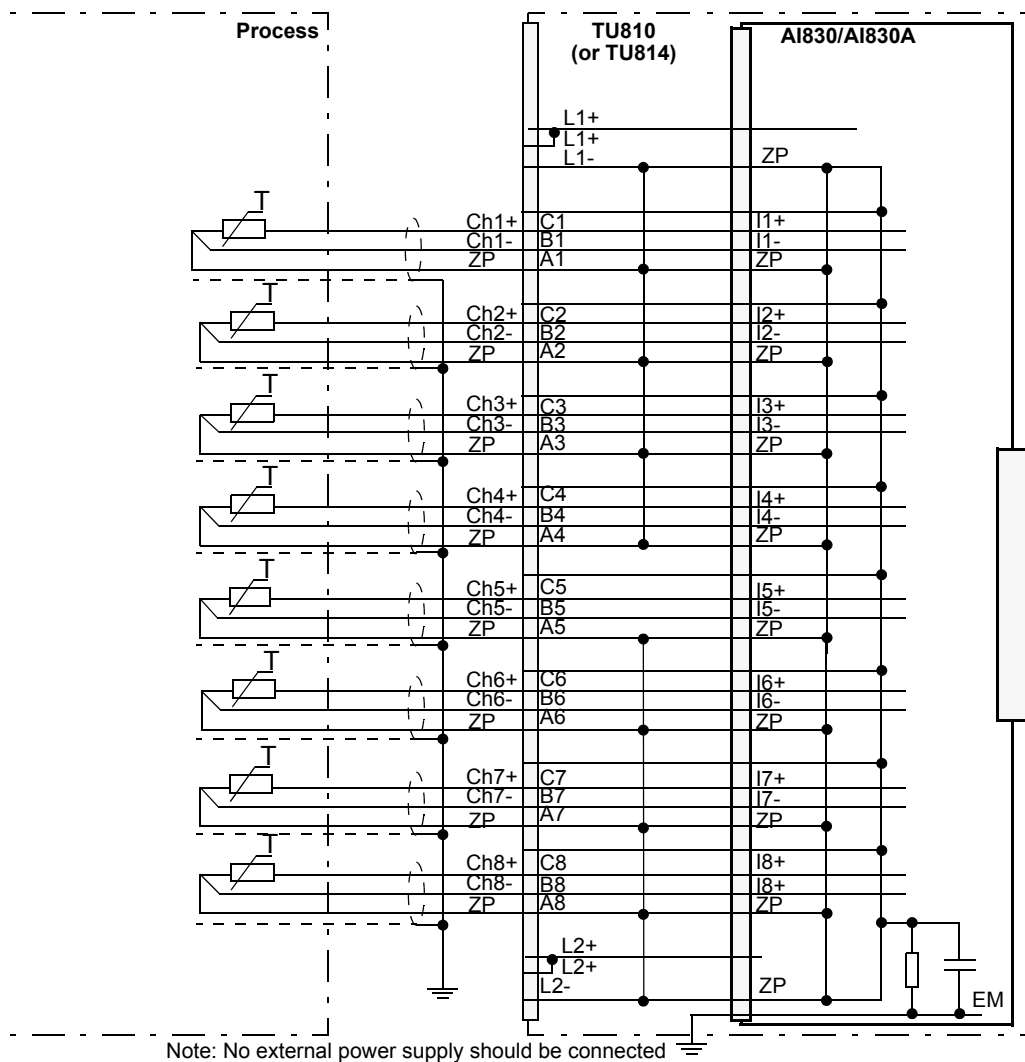 Process TU810 AI830/AI830A
(or TU814)
L1+
L1+
L1- ZP
T
Ch1+ C1 I1+
Ch1- B1 I1-
ZP A1 ZP
T
Ch2+ C2 I2+
Ch2- B2 I2-
ZP A2 ZP
T
Ch3+ C3 I3+
Ch3- B3 I3-
ZP A3 ZP
T
Ch4+ C4 I4+
Ch4- B4 I4-
ZP A4 ZP
T
Ch5+ C5 I5+
Ch5- B5 I5-
ZP A5 ZP
T
Ch6+ C6 I6+
Ch6- B6 I6-
ZP A6 ZP
T
Ch7+ C7 I7+
Ch7- B7 I7-
ZP A7 ZP
T
Ch8+ C8 I8+
Ch8- B8 I8+
ZP A8 ZP
L2+
L2+
L2- ZP
EM
Note: No external power supply should be connected